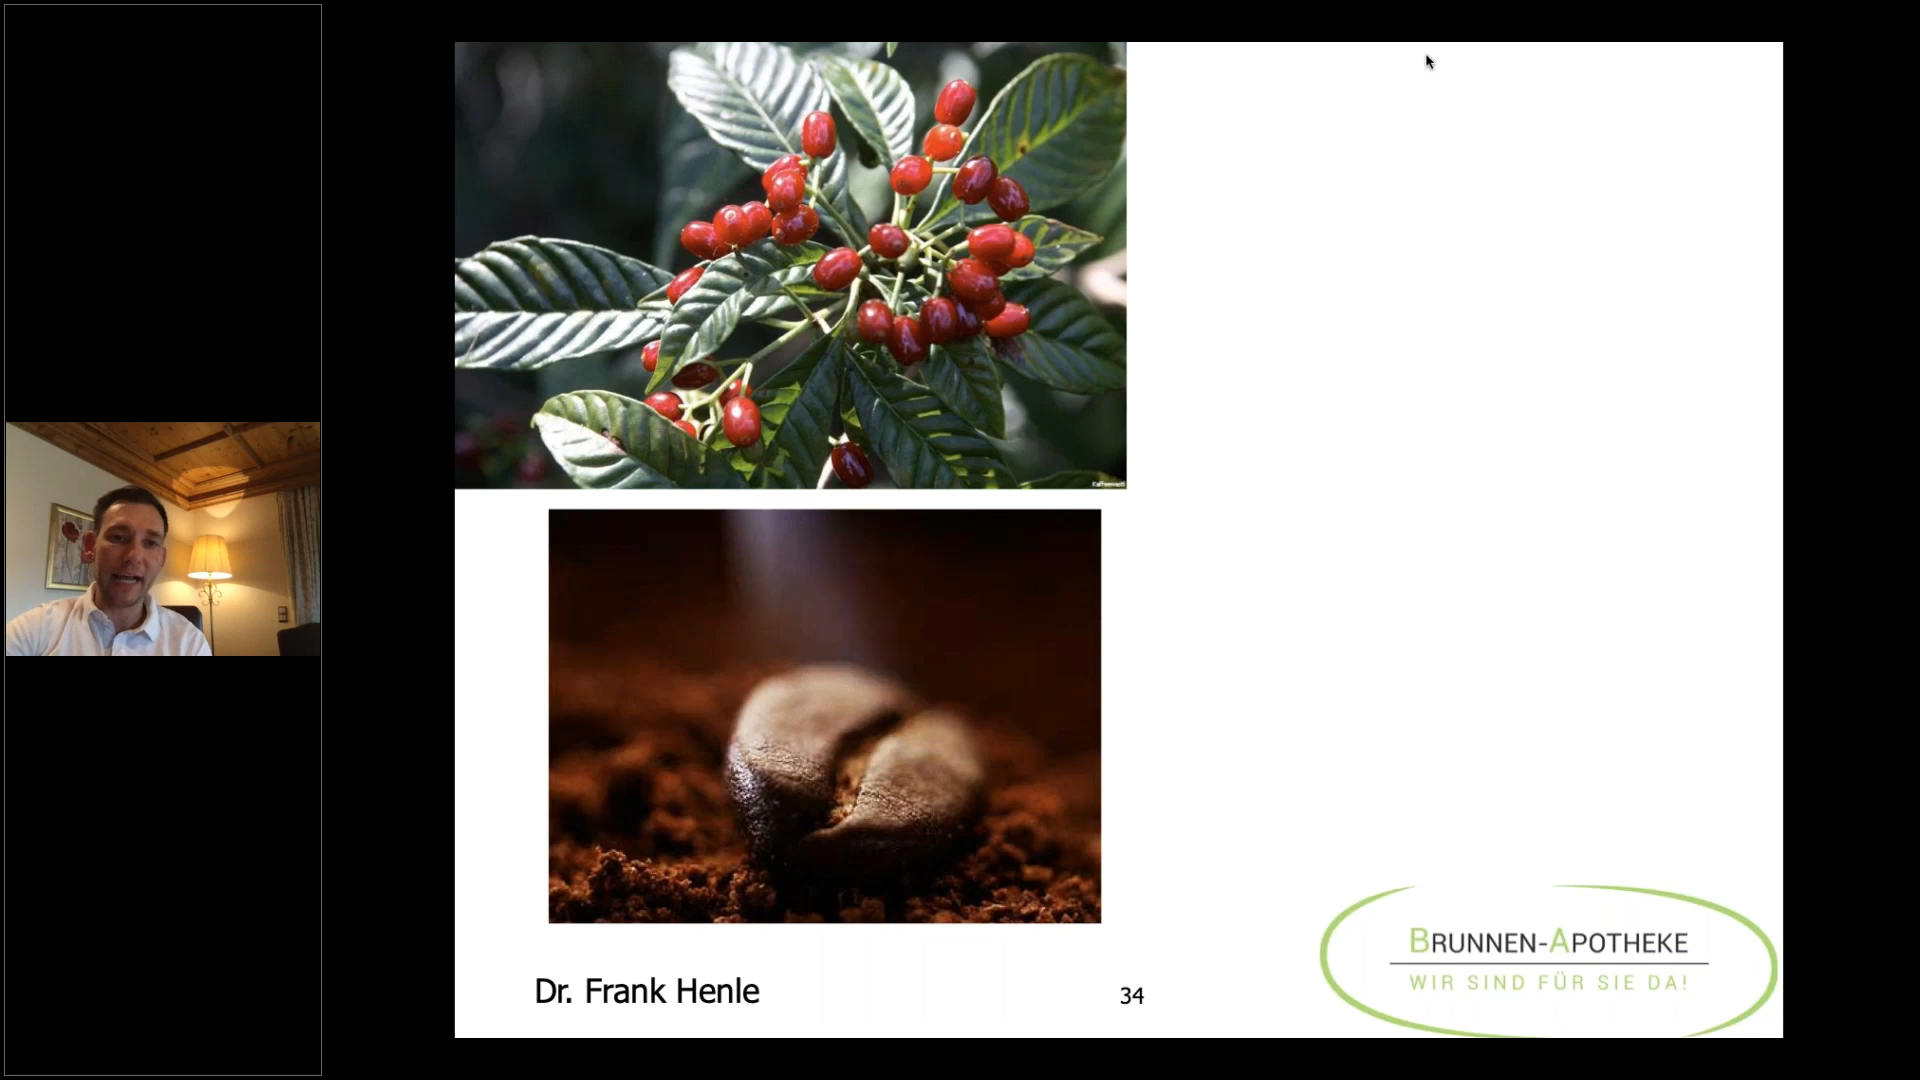 Dr. Frank Henle
34
BRUNNEN-APOTHEKE
WIR SIND FÜR SIE DA!